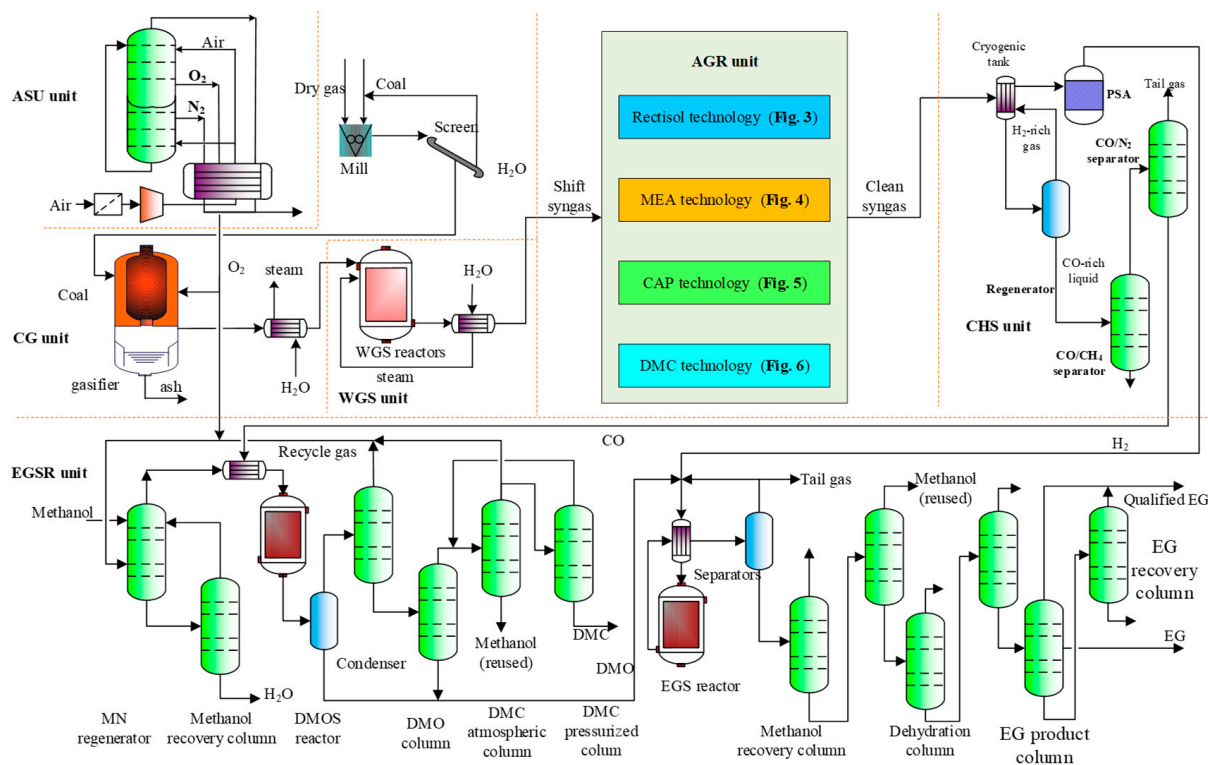 ASU unit
Air
O2
N2
Air
Dry gas
Coal
Screen
Mill
H2O
AGR unit
Rectisol technology (Fig. 3)
MEA technology (Fig. 4)
CAP technology (Fig. 5)
DMC technology (Fig. 6)
Shift
syngas
Clean
syngas
Cryogenic
tank
PSA
Tail gas
H2-rich
gas
CO/N2
separator
CO-rich
liquid
Regenerator
CHS unit
CO/CH4
separator
Coal
O2
steam
H2O
CG unit
gasifier
ash
H2O
WGS reactors
steam
WGS unit
EGSR unit
Recycle gas
CO
H2
Methanol
Tail gas
Methanol
(reused)
Qualified EG
EG
recovery
column
Separators
EG
Methanol
(reused)
DMC
DMO
Condenser
EGS reactor
H2O
MN
regenerator
Methanol
recovery column
DMOS
reactor
DMO
column
DMC
atmospheric
column
DMC
pressurized
colum
Methanol
recovery column
Dehydration
column
EG product
column